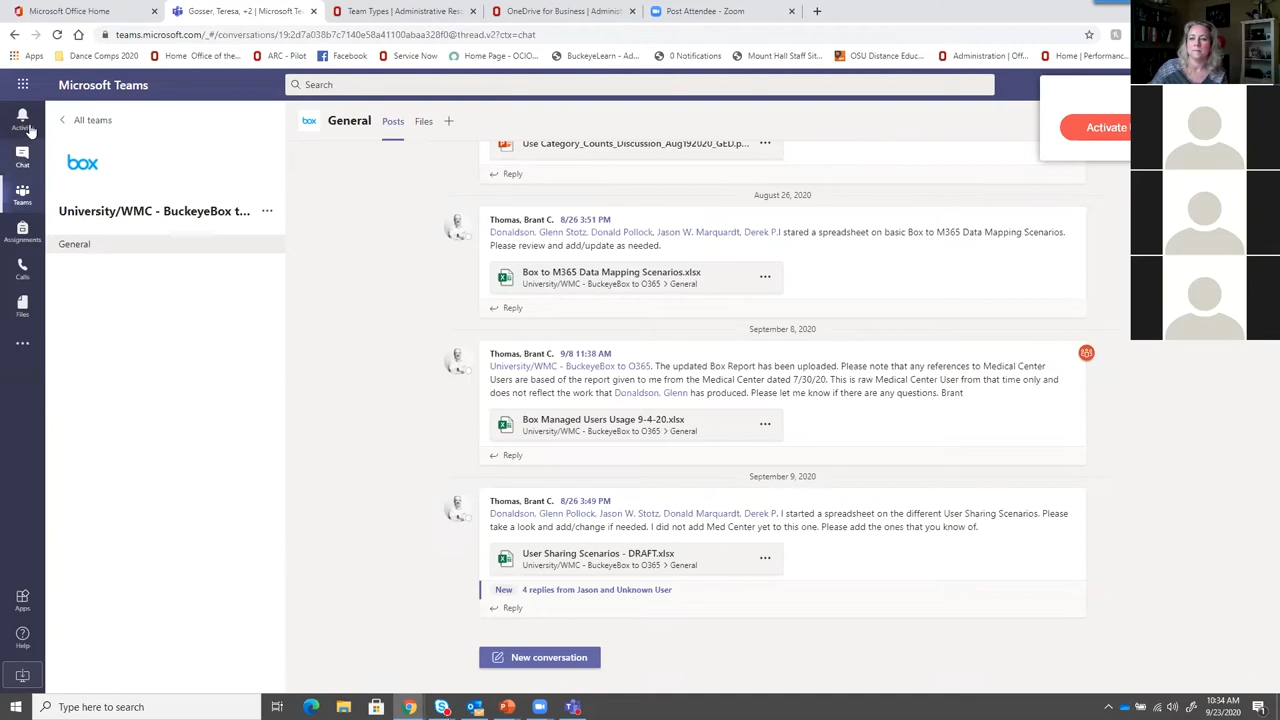 Microsoft Office Home
Gosser, Teresa, +2 | Microsoft Te
Team Types | Administrative Res
OneDrive for Business | Administ
Post Attendee - Zoom
teams.microsoft.com/_#/conversations/19:2d7a038b7c7140e58a41100abaa328f0@thread.v2?ctx=chat
Apps
Dance Comps 2020
Home Office of the...
ARC - Pilot
Facebook
Service Now
Home Page - OCIO...
BuckeyeLearn - Ad...
0 Notifications
Mount Hall Staff Sit...
OSU Distance Educ...
Administration | Off...
Home | Performanc
Microsoft Teams
Search
Activity
Chat
Teams
Assignments
Calls
Files
Apps
Help
All teams
box
University/WMC - BuckeyeBox t...
General
box
General
Posts
Files
Activate
Use Category_Counts_Discussion_Aug192020_GED.p...
Reply
August 26, 2020
Thomas, Brant C. 8/26 3:51 PM
Donaldson, Glenn Stotz, Donald Pollock, Jason W. Marquardt, Derek P.I stared a spreadsheet on basic Box to M365 Data Mapping Scenarios.
Please review and add/update as needed.
Box to M365 Data Mapping Scenarios.xlsx
University/WMC - BuckeyeBox to O365 > General
Reply
September 8, 2020
Thomas, Brant C. 9/8 11:38 AM
University/WMC - BuckeyeBox to O365. The updated Box Report has been uploaded. Please note that any references to Medical Center
Users are based of the report given to me from the Medical Center dated 7/30/20. This is raw Medical Center User from that time only and
does not reflect the work that Donaldson, Glenn has produced. Please let me know if there are any questions. Brant
Box Managed Users Usage 9-4-20.xlsx
University/WMC - BuckeyeBox to O365 > General
Reply
September 9, 2020
Thomas, Brant C. 8/26 3:49 PM
Donaldson, Glenn Pollock, Jason W. Stotz, Donald Marquardt, Derek P. I started a spreadsheet on the different User Sharing Scenarios. Please
take a look and add/change if needed. I did not add Med Center yet to this one. Please add the ones that you know of.
User Sharing Scenarios - DRAFT.xlsx
University/WMC - BuckeyeBox to O365 > General
New 4 replies from Jason and Unknown User
Reply
New conversation
Type here to search
10:34 AM
9/23/2020